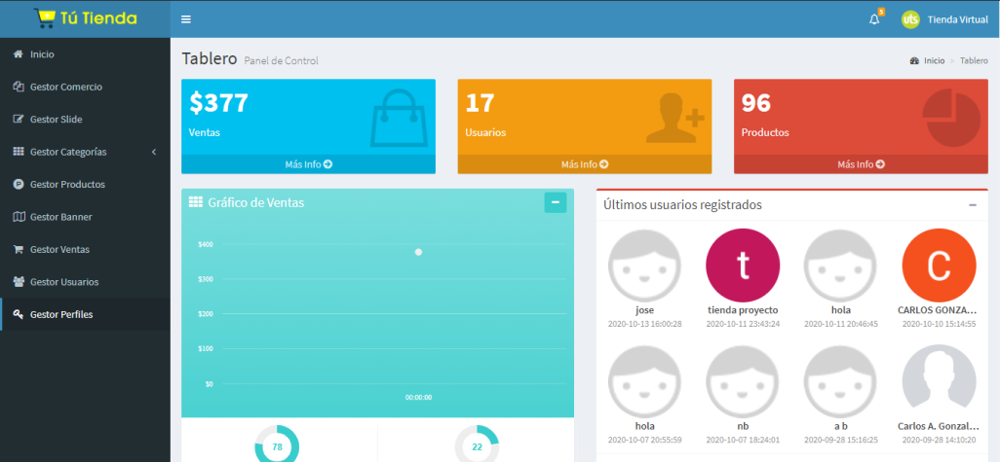 Tú Tienda
5
uts
Tienda Virtual
Inicio
Gestor Comercio
Gestor Slide
Gestor Categorías
Gestor Productos
Gestor Banner
Gestor Ventas
Gestor Usuarios
Gestor Perfiles
Tablero Panel de Control
Inicio > Tablero
$377
Ventas
Más Info
17
Usuarios
Más Info
96
Productos
Más Info
Gráfico de Ventas
$400
$300
$200
$100
$0
00:00:00
78
22
Últimos usuarios registrados
t
C
jose
tienda proyecto
hola
CARLOS GONZA...
2020-10-13 16:00:28
2020-10-11 23:43:24
2020-10-11 20:46:45
2020-10-10 15:14:55
hola
nb
a b
Carlos A. Gonzal...
2020-10-07 20:55:59
2020-10-07 18:24:01
2020-09-28 15:16:25
2020-09-28 14:10:20